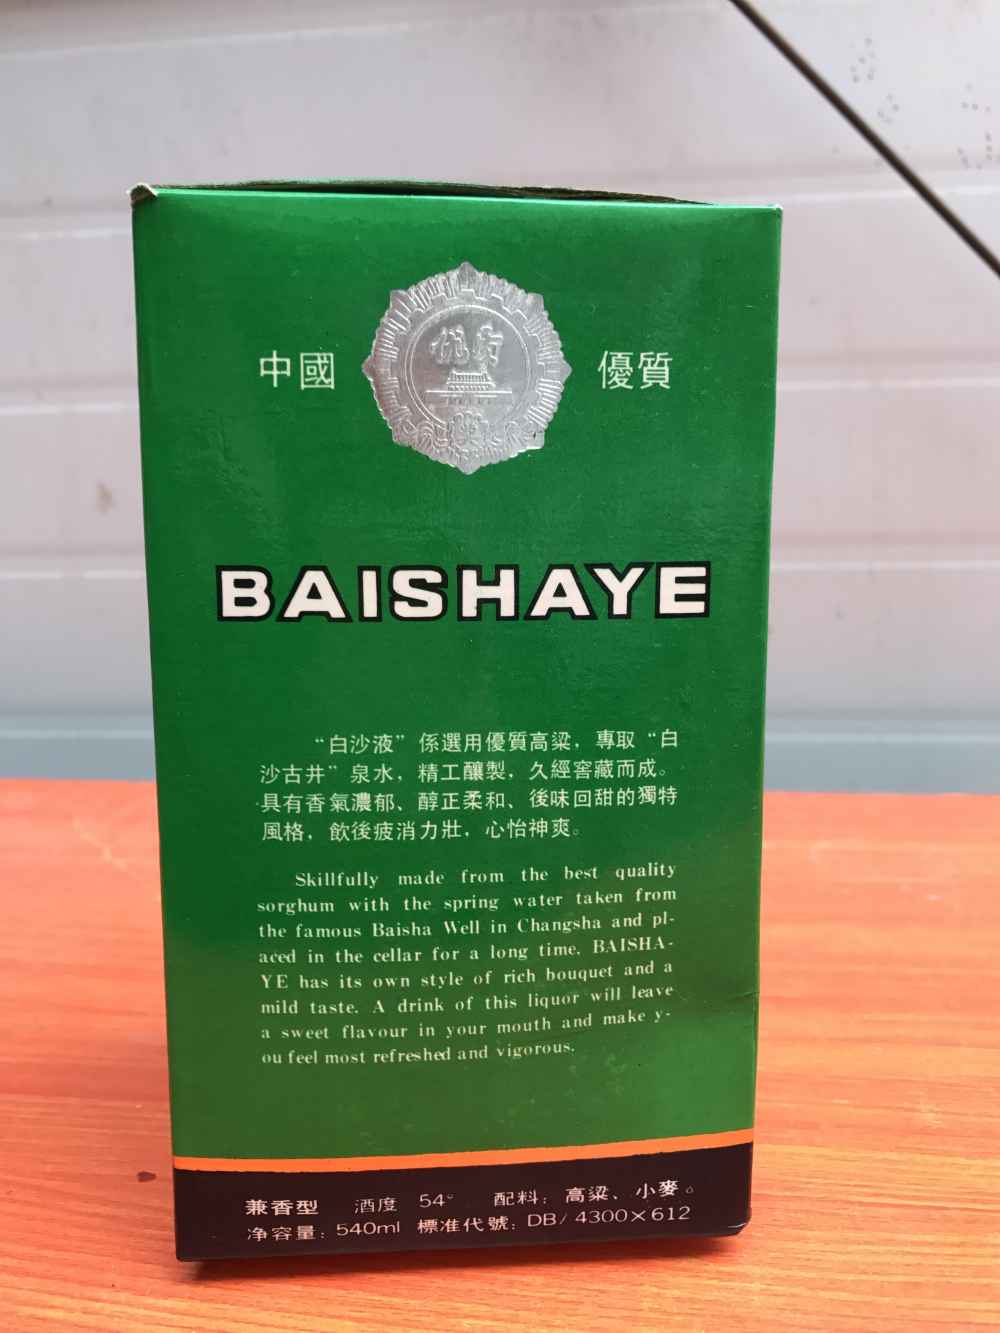 中國 優質
BAISHAYE
“白沙液”係選用優質高粱，專取“白
沙古井”泉水，精工釀製，久經窖藏而成。
具有香氣濃郁、醇正柔和、後味回甜的獨特
風格，飲後疲消力壯，心怡神爽。
Skillfully made from the best quality
sorghum with the spring water taken from
the famous Baisha Well in Changsha and pl-
aced in the cellar for a long time. BAISHA-
YE has its own style of rich bouquet and a
mild taste. A drink of this liquor will leave
a sweet flavour in your mouth and make y-
ou feel most refreshed and vigorous.
兼香型 酒度 54° 配料：高粱、小麥。
净容量：540ml 標准代號：DB/4300×612